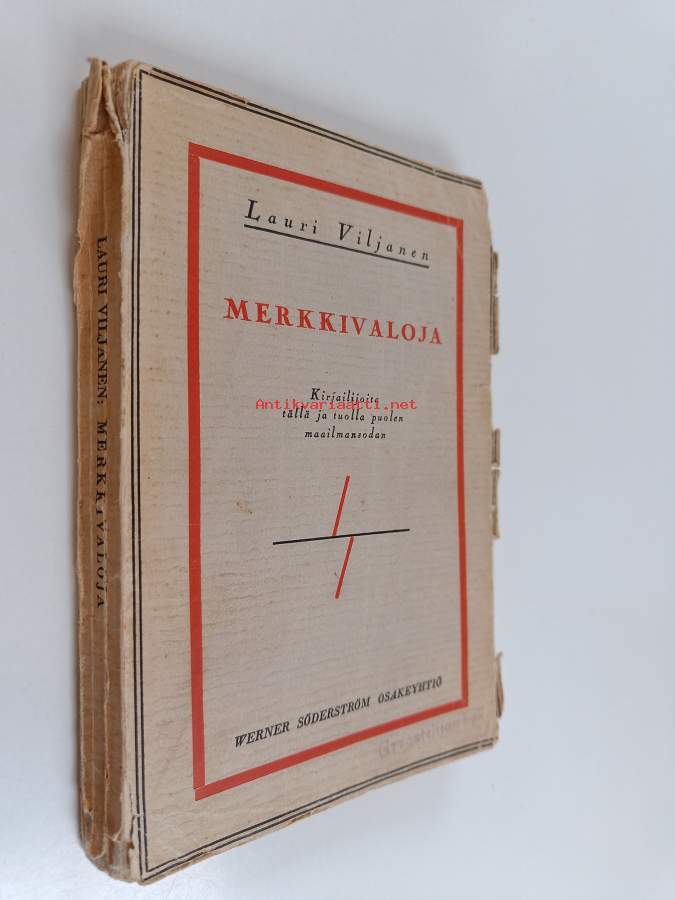 Lauri Viljanen
MERKKIVALOJA
Kirjailijoita
Antikvariaatti.net
tällä ja tuolla puolen
maailmansodan
WERNER SÖDERSTRÖM OSAKEYHTIÖ
LAURI VILJANEN: MERKKIVALOJA